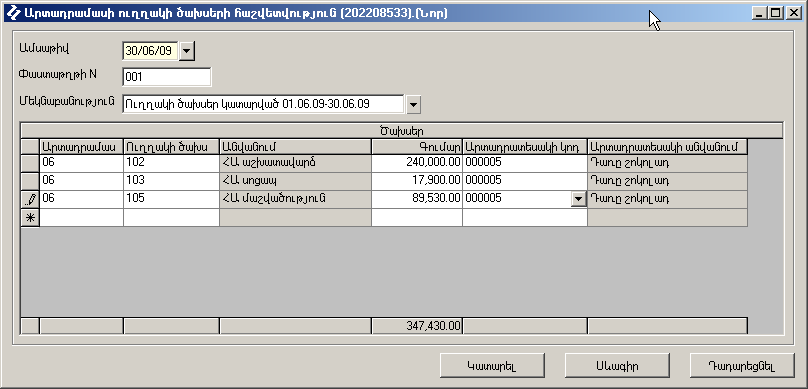 Արտադրամասի ուղղակի ծախսերի հաշվետվություն (202208533).(Նոր)
Ամսաթիվ 30/06/09
Փաստաթղթի N 001
Մեկնաբանություն Ուղղակի ծախսեր կատարված 01.06.09-30.06.09
Ծախսեր
Արտադրամաս Ուղղակի ծախս Անվանում Գումար Արտադրատեսակի կոդ Արտադրատեսակի անվանում
06 102 ՀԱ աշխատավարձ 240,000.00 000005 Դառը շոկոլադ
06 103 ՀԱ սոցապ 17,900.00 000005 Դառը շոկոլադ
06 105 ՀԱ մաշվածություն 89,530.00 000005 Դառը շոկոլադ
347,430.00
Կատարել Սևագիր Դադարեցնել